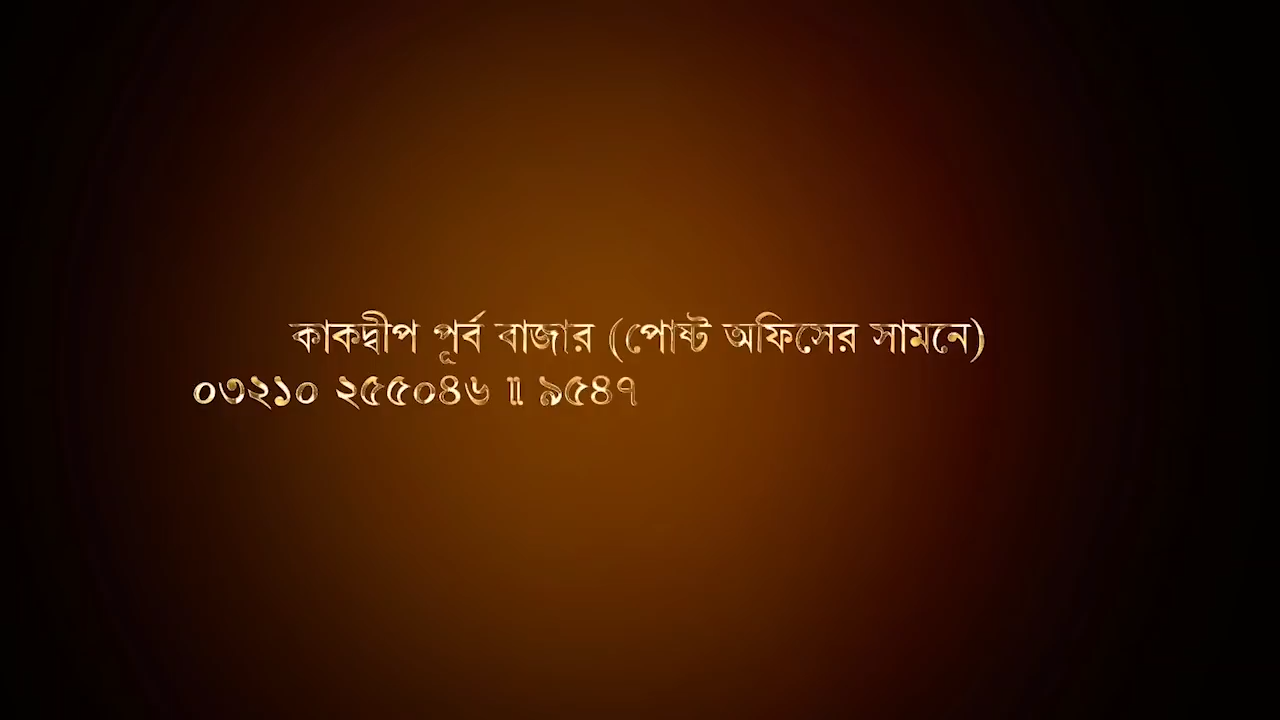 কাকদ্বীপ পূর্ব বাজার (পোষ্ট অফিসের সামনে)
০৩২১০ ২৫৫০৪৬ ॥ ৯৫৪৭